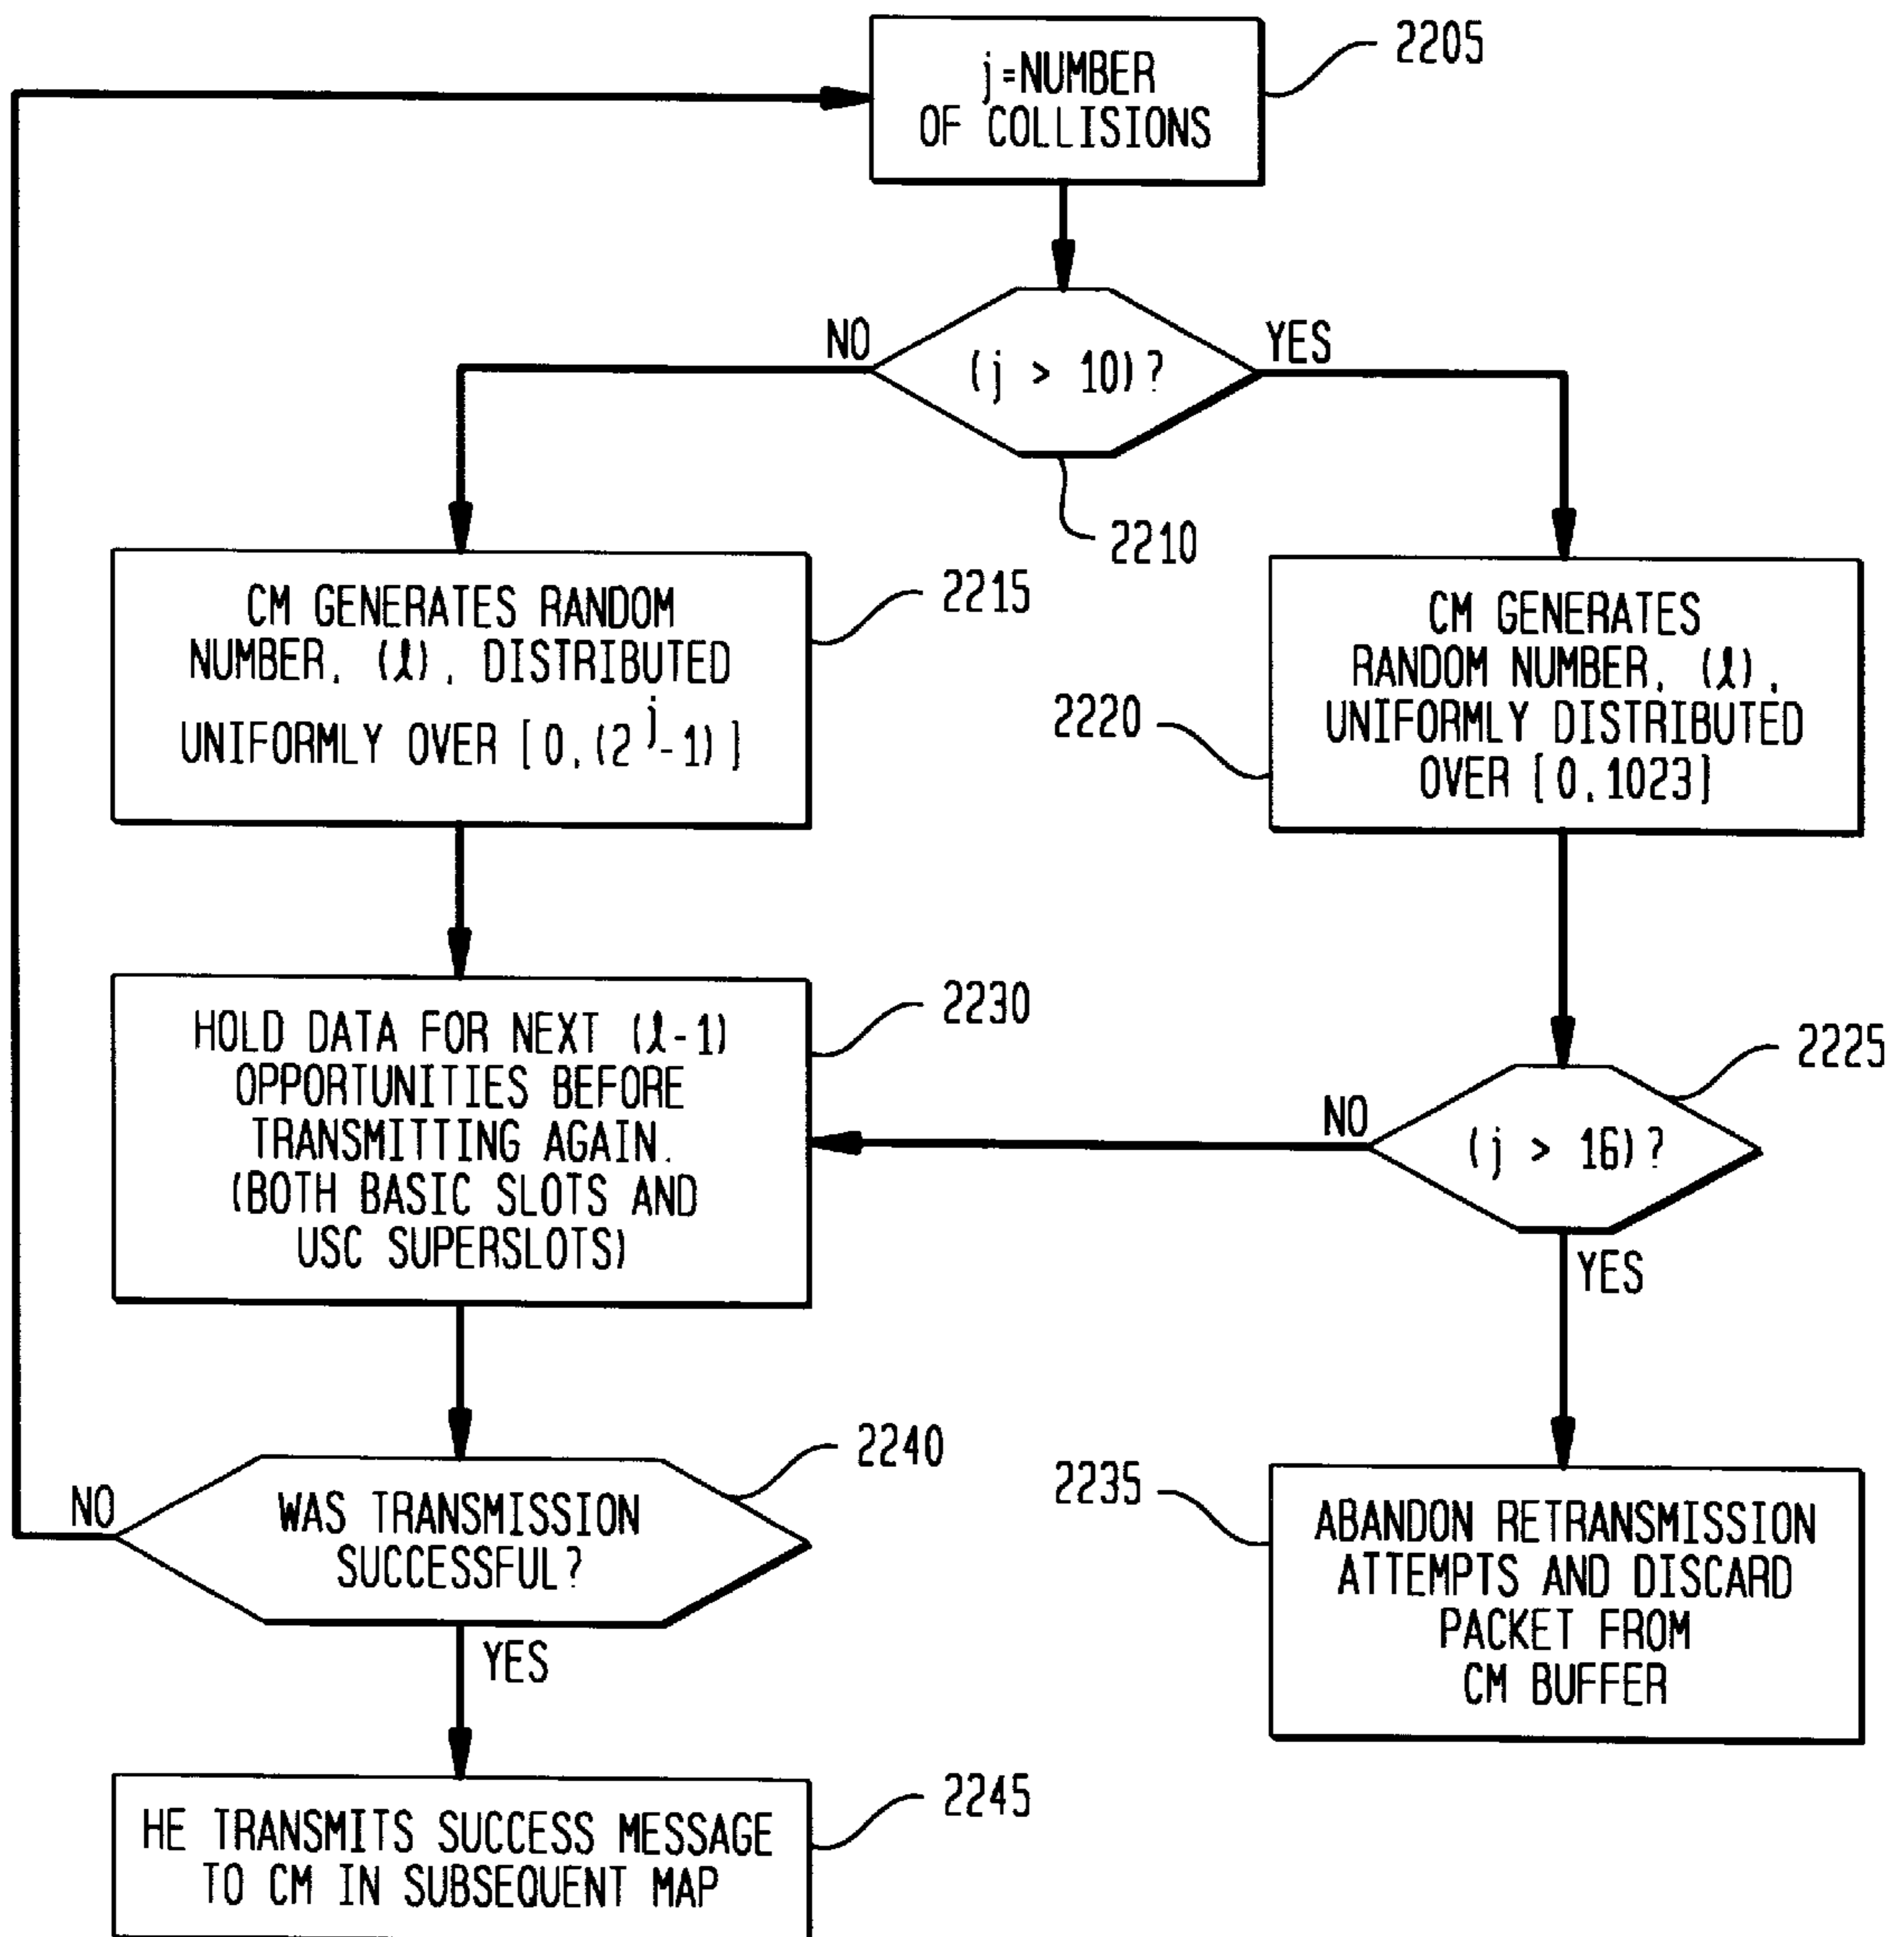 j=NUMBER
OF COLLISIONS
2205
NO
(j > 10)?
YES
2210
CM GENERATES RANDOM
NUMBER, (ℓ), DISTRIBUTED
UNIFORMLY OVER [0,(2^j-1)]
2215
CM GENERATES
RANDOM NUMBER, (ℓ),
UNIFORMLY DISTRIBUTED
OVER [0,1023]
2220
HOLD DATA FOR NEXT (ℓ-1)
OPPORTUNITIES BEFORE
TRANSMITTING AGAIN.
(BOTH BASIC SLOTS AND
USC SUPERSLOTS)
2230
NO
(j > 16)?
2225
YES
NO
WAS TRANSMISSION
SUCCESSFUL?
2240
YES
2235
ABANDON RETRANSMISSION
ATTEMPTS AND DISCARD
PACKET FROM
CM BUFFER
HE TRANSMITS SUCCESS MESSAGE
TO CM IN SUBSEQUENT MAP
2245